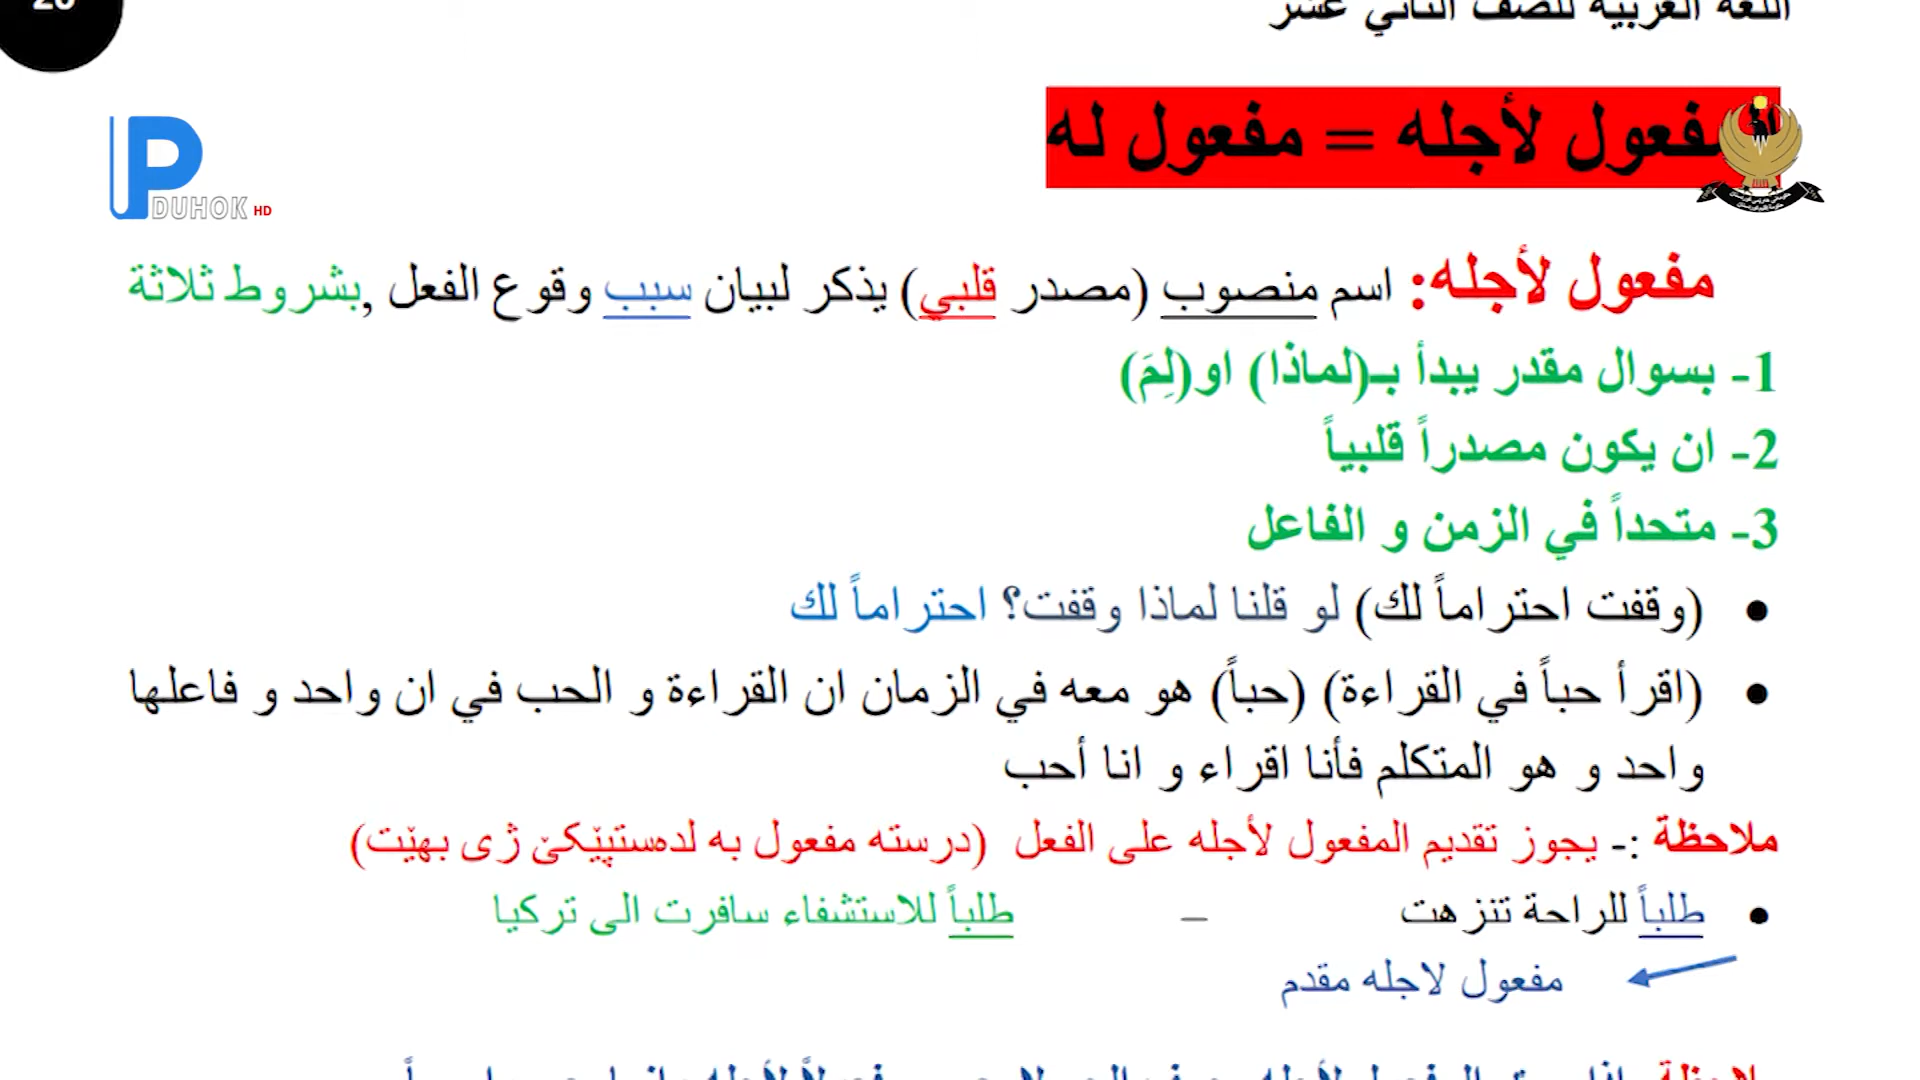 اللغة العربية للصف الثاني عشر
المفعول لأجله = مفعول له
DUHOK HD
مفعول لأجله: اسم منصوب (مصدر قلبي) يذكر لبيان سبب وقوع الفعل ,بشروط ثلاثة
1- بسوال مقدر يبدأ بـ(لماذا) او(لِمَ)
2- ان يكون مصدراً قلبياً
3- متحداً في الزمن و الفاعل
(وقفت احتراماً لك) لو قلنا لماذا وقفت؟ احتراماً لك
(اقرأ حباً في القراءة) (حباً) هو معه في الزمان ان القراءة و الحب في ان واحد و فاعلها
واحد و هو المتكلم فأنا اقراء و انا أحب
ملاحظة :- يجوز تقديم المفعول لأجله على الفعل (درسته مفعول به لدەستپێكێ ژی بهێت)
طلباً للراحة تنزهت – طلباً للاستشفاء سافرت الى تركيا
مفعول لاجله مقدم